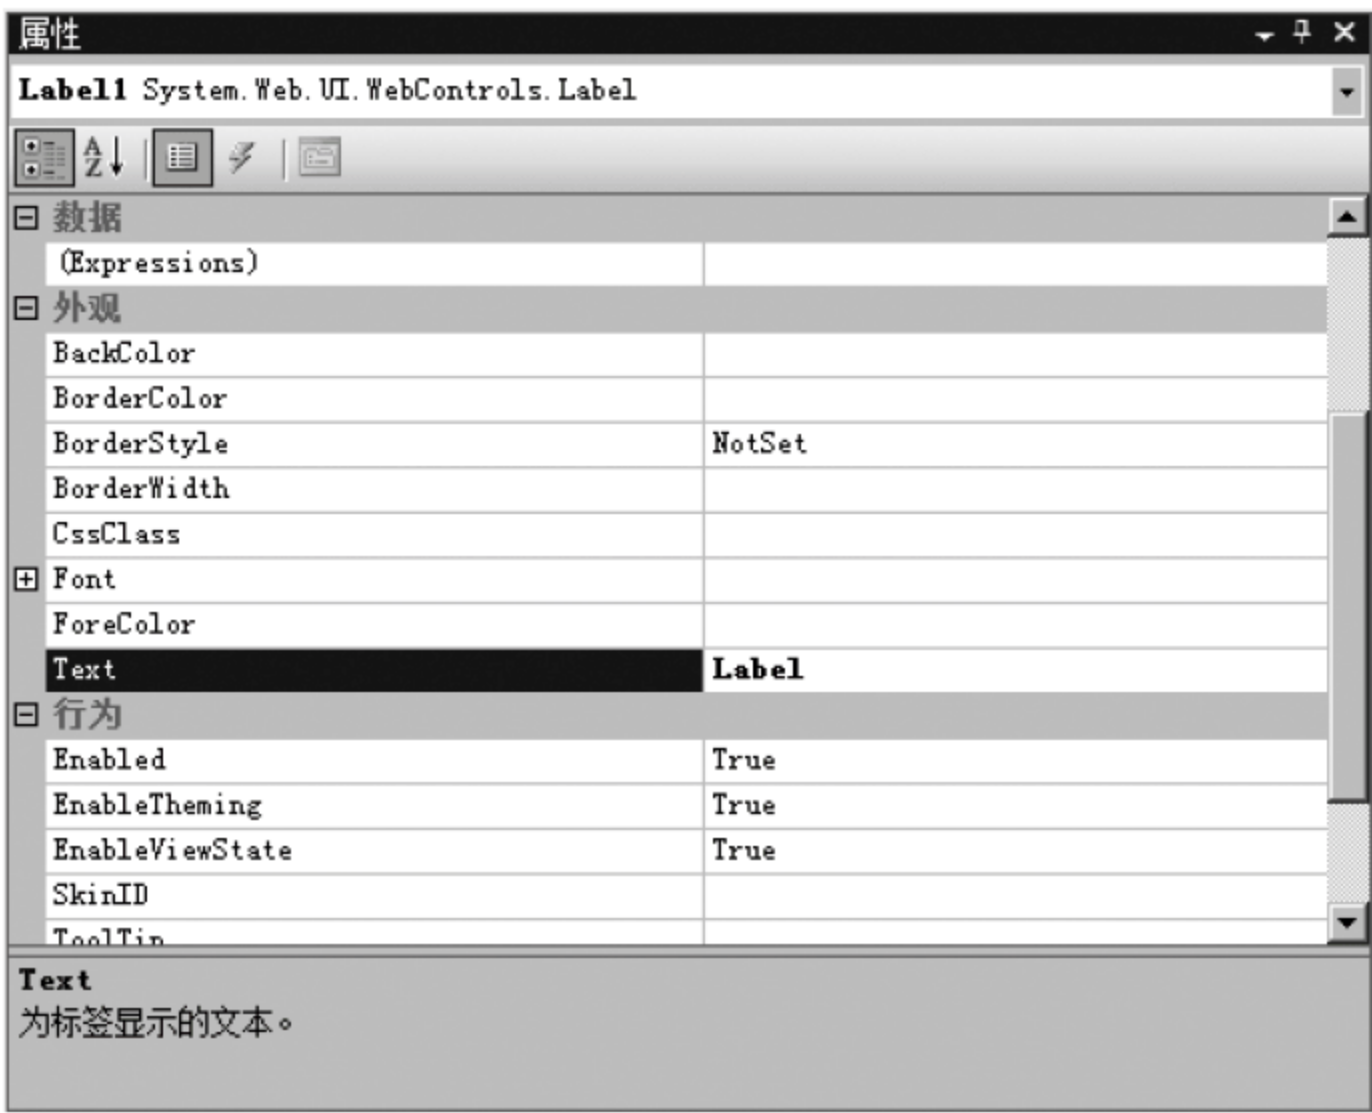 属性
Label1 System.Web.UI.WebControls.Label
数据
(Expressions)
外观
BackColor
BorderColor
BorderStyle NotSet
BorderWidth
CssClass
Font
ForeColor
Text Label
行为
Enabled True
EnableTheming True
EnableViewState True
SkinID
ToolTip
Text
为标签显示的文本。